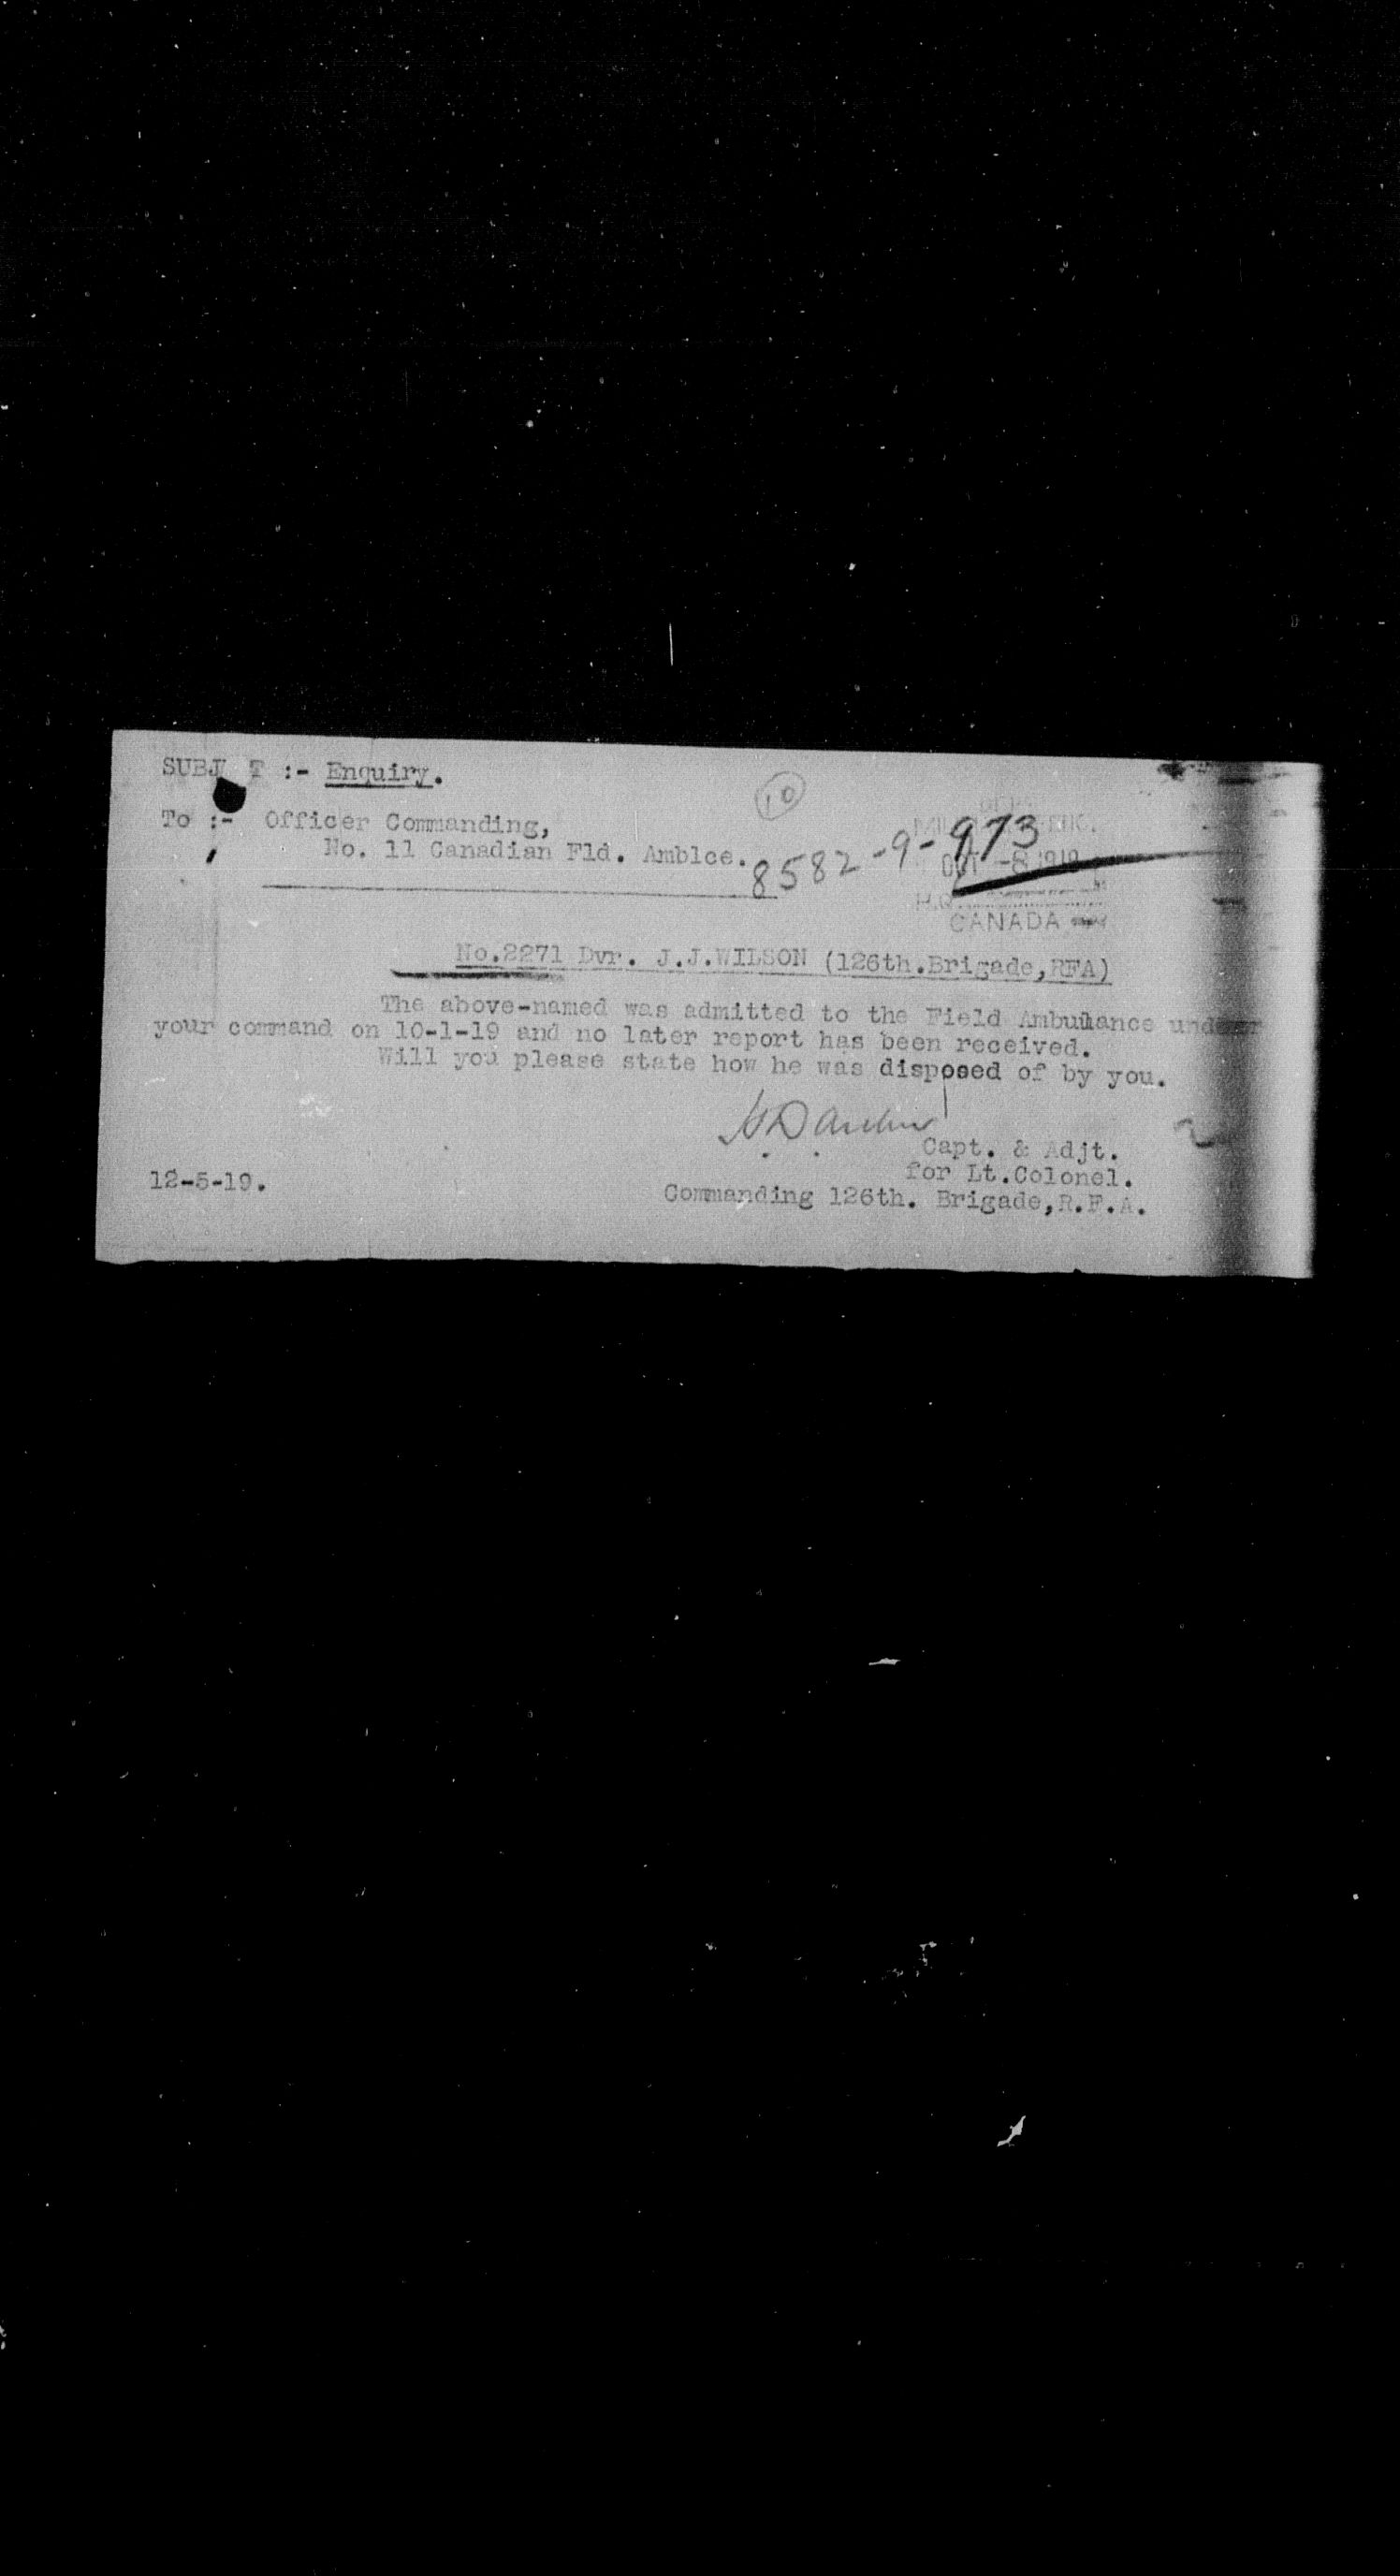 SUBJ T :- Enquiry.
10
To :- Officer Commanding,
No. 11 Canadian Fld. Amblce.
8582-9-973
OCT -8 1919
H.Q.
CANADA
No.2271 Dvr. J.J.WILSON (126th.Brigade,RFA)
The above-named was admitted to the Field Ambulance under
your command on 10-1-19 and no later report has been received.
Will you please state how he was disposed of by you.
Capt. & Adjt.
for Lt.Colonel.
12-5-19.
Commanding 126th. Brigade,R.F.A.